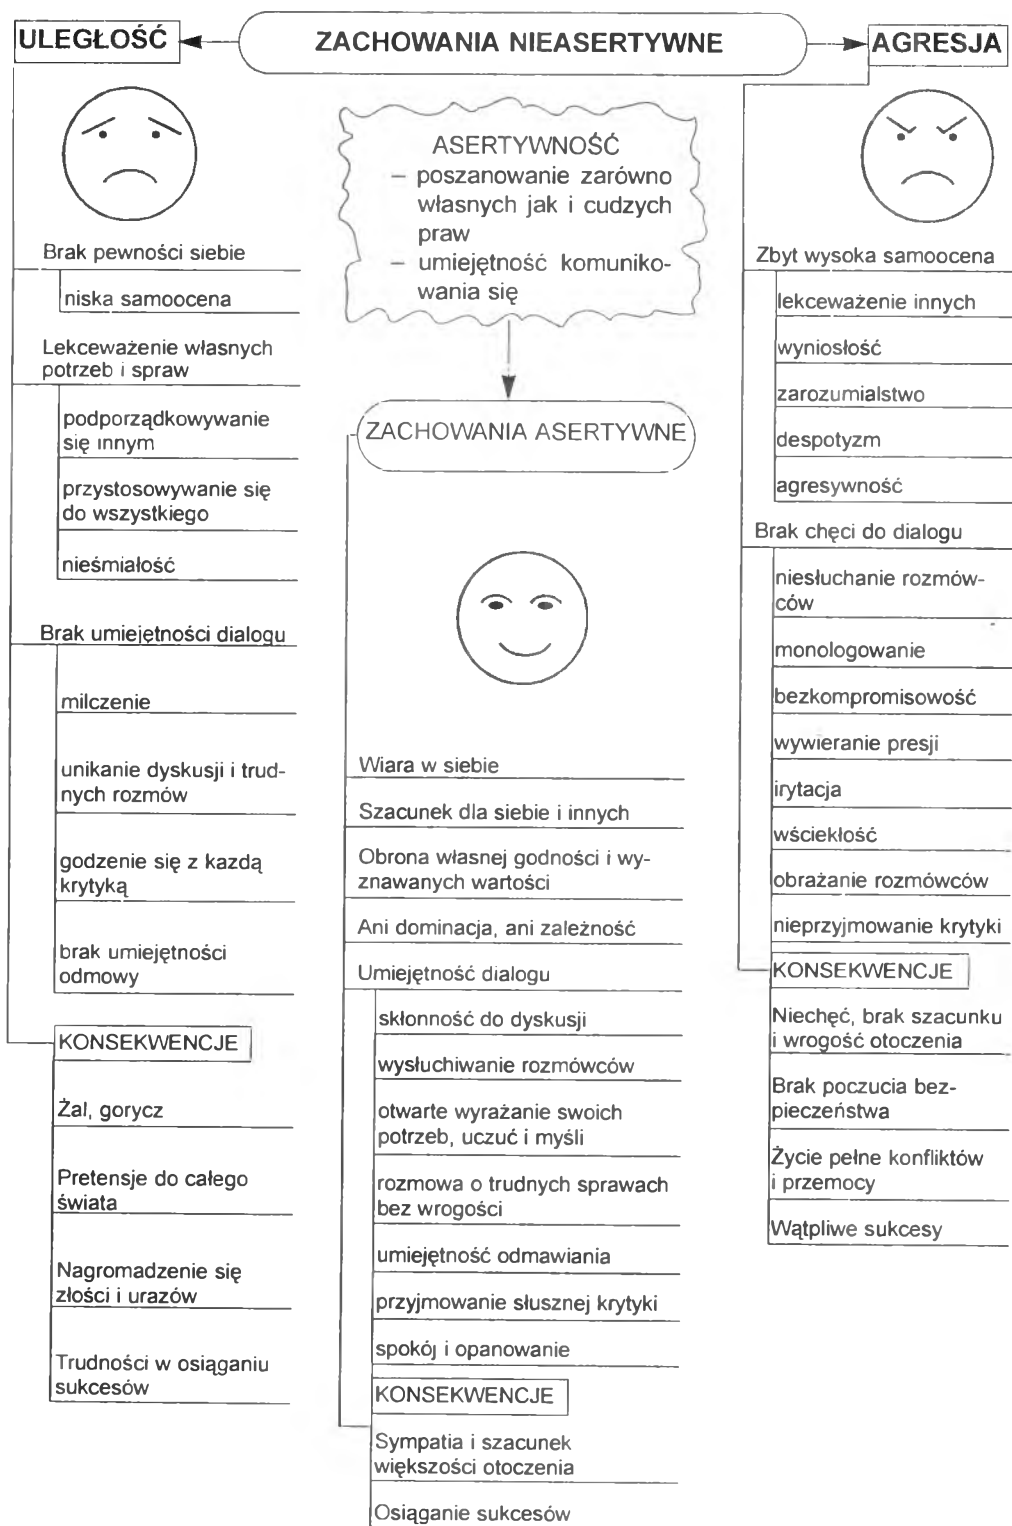 ZACHOWANIA NIEASERTYWNE
ULEGŁOŚĆ
Brak pewności siebie
niska samoocena
Lekceważenie własnych
potrzeb i spraw
podporządkowywanie
się innym
przystosowywanie się
do wszystkiego
nieśmiałość
Brak umiejętności dialogu
milczenie
unikanie dyskusji i trud-
nych rozmów
godzenie się z każdą
krytyką
brak umiejętności
odmowy
KONSEKWENCJE
Żal, gorycz
Pretensje do całego
świata
Nagromadzenie się
złości i urazów
Trudności w osiąganiu
sukcesów
ASERTYWNOŚĆ
– poszanowanie zarówno
własnych jak i cudzych
praw
– umiejętność komuniko-
wania się
ZACHOWANIA ASERTYWNE
Wiara w siebie
Szacunek dla siebie i innych
Obrona własnej godności i wy-
znawanych wartości
Ani dominacja, ani zależność
Umiejętność dialogu
skłonność do dyskusji
wysłuchiwanie rozmówców
otwarte wyrażanie swoich
potrzeb, uczuć i myśli
rozmowa o trudnych sprawach
bez wrogości
umiejętność odmawiania
przyjmowanie słusznej krytyki
spokój i opanowanie
KONSEKWENCJE
Sympatia i szacunek
większości otoczenia
Osiąganie sukcesów
AGRESJA
Zbyt wysoka samoocena
lekceważenie innych
wyniosłość
zarozumialstwo
despotyzm
agresywność
Brak chęci do dialogu
niesłuchanie rozmów-
ców
monologowanie
bezkompromisowość
wywieranie presji
irytacja
wściekłość
obrażanie rozmówców
nieprzyjmowanie krytyki
KONSEKWENCJE
Niechęć, brak szacunku
i wrogość otoczenia
Brak poczucia bez-
pieczeństwa
Życie pełne konfliktów
i przemocy
Wątpliwe sukcesy